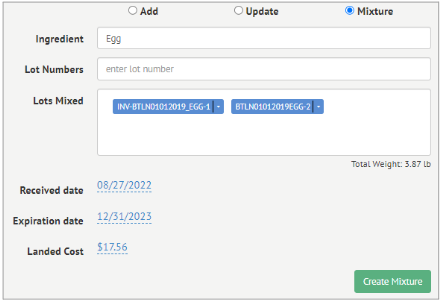 Add Update Mixture
Ingredient Egg
Lot Numbers enter lot number
Lots Mixed INV-BTLN01012019_EGG-1 - BTLN01012019EGG-2 -
Total Weight: 3.87 lb
Received date 08/27/2022
Expiration date 12/31/2023
Landed Cost $17.56
Create Mixture